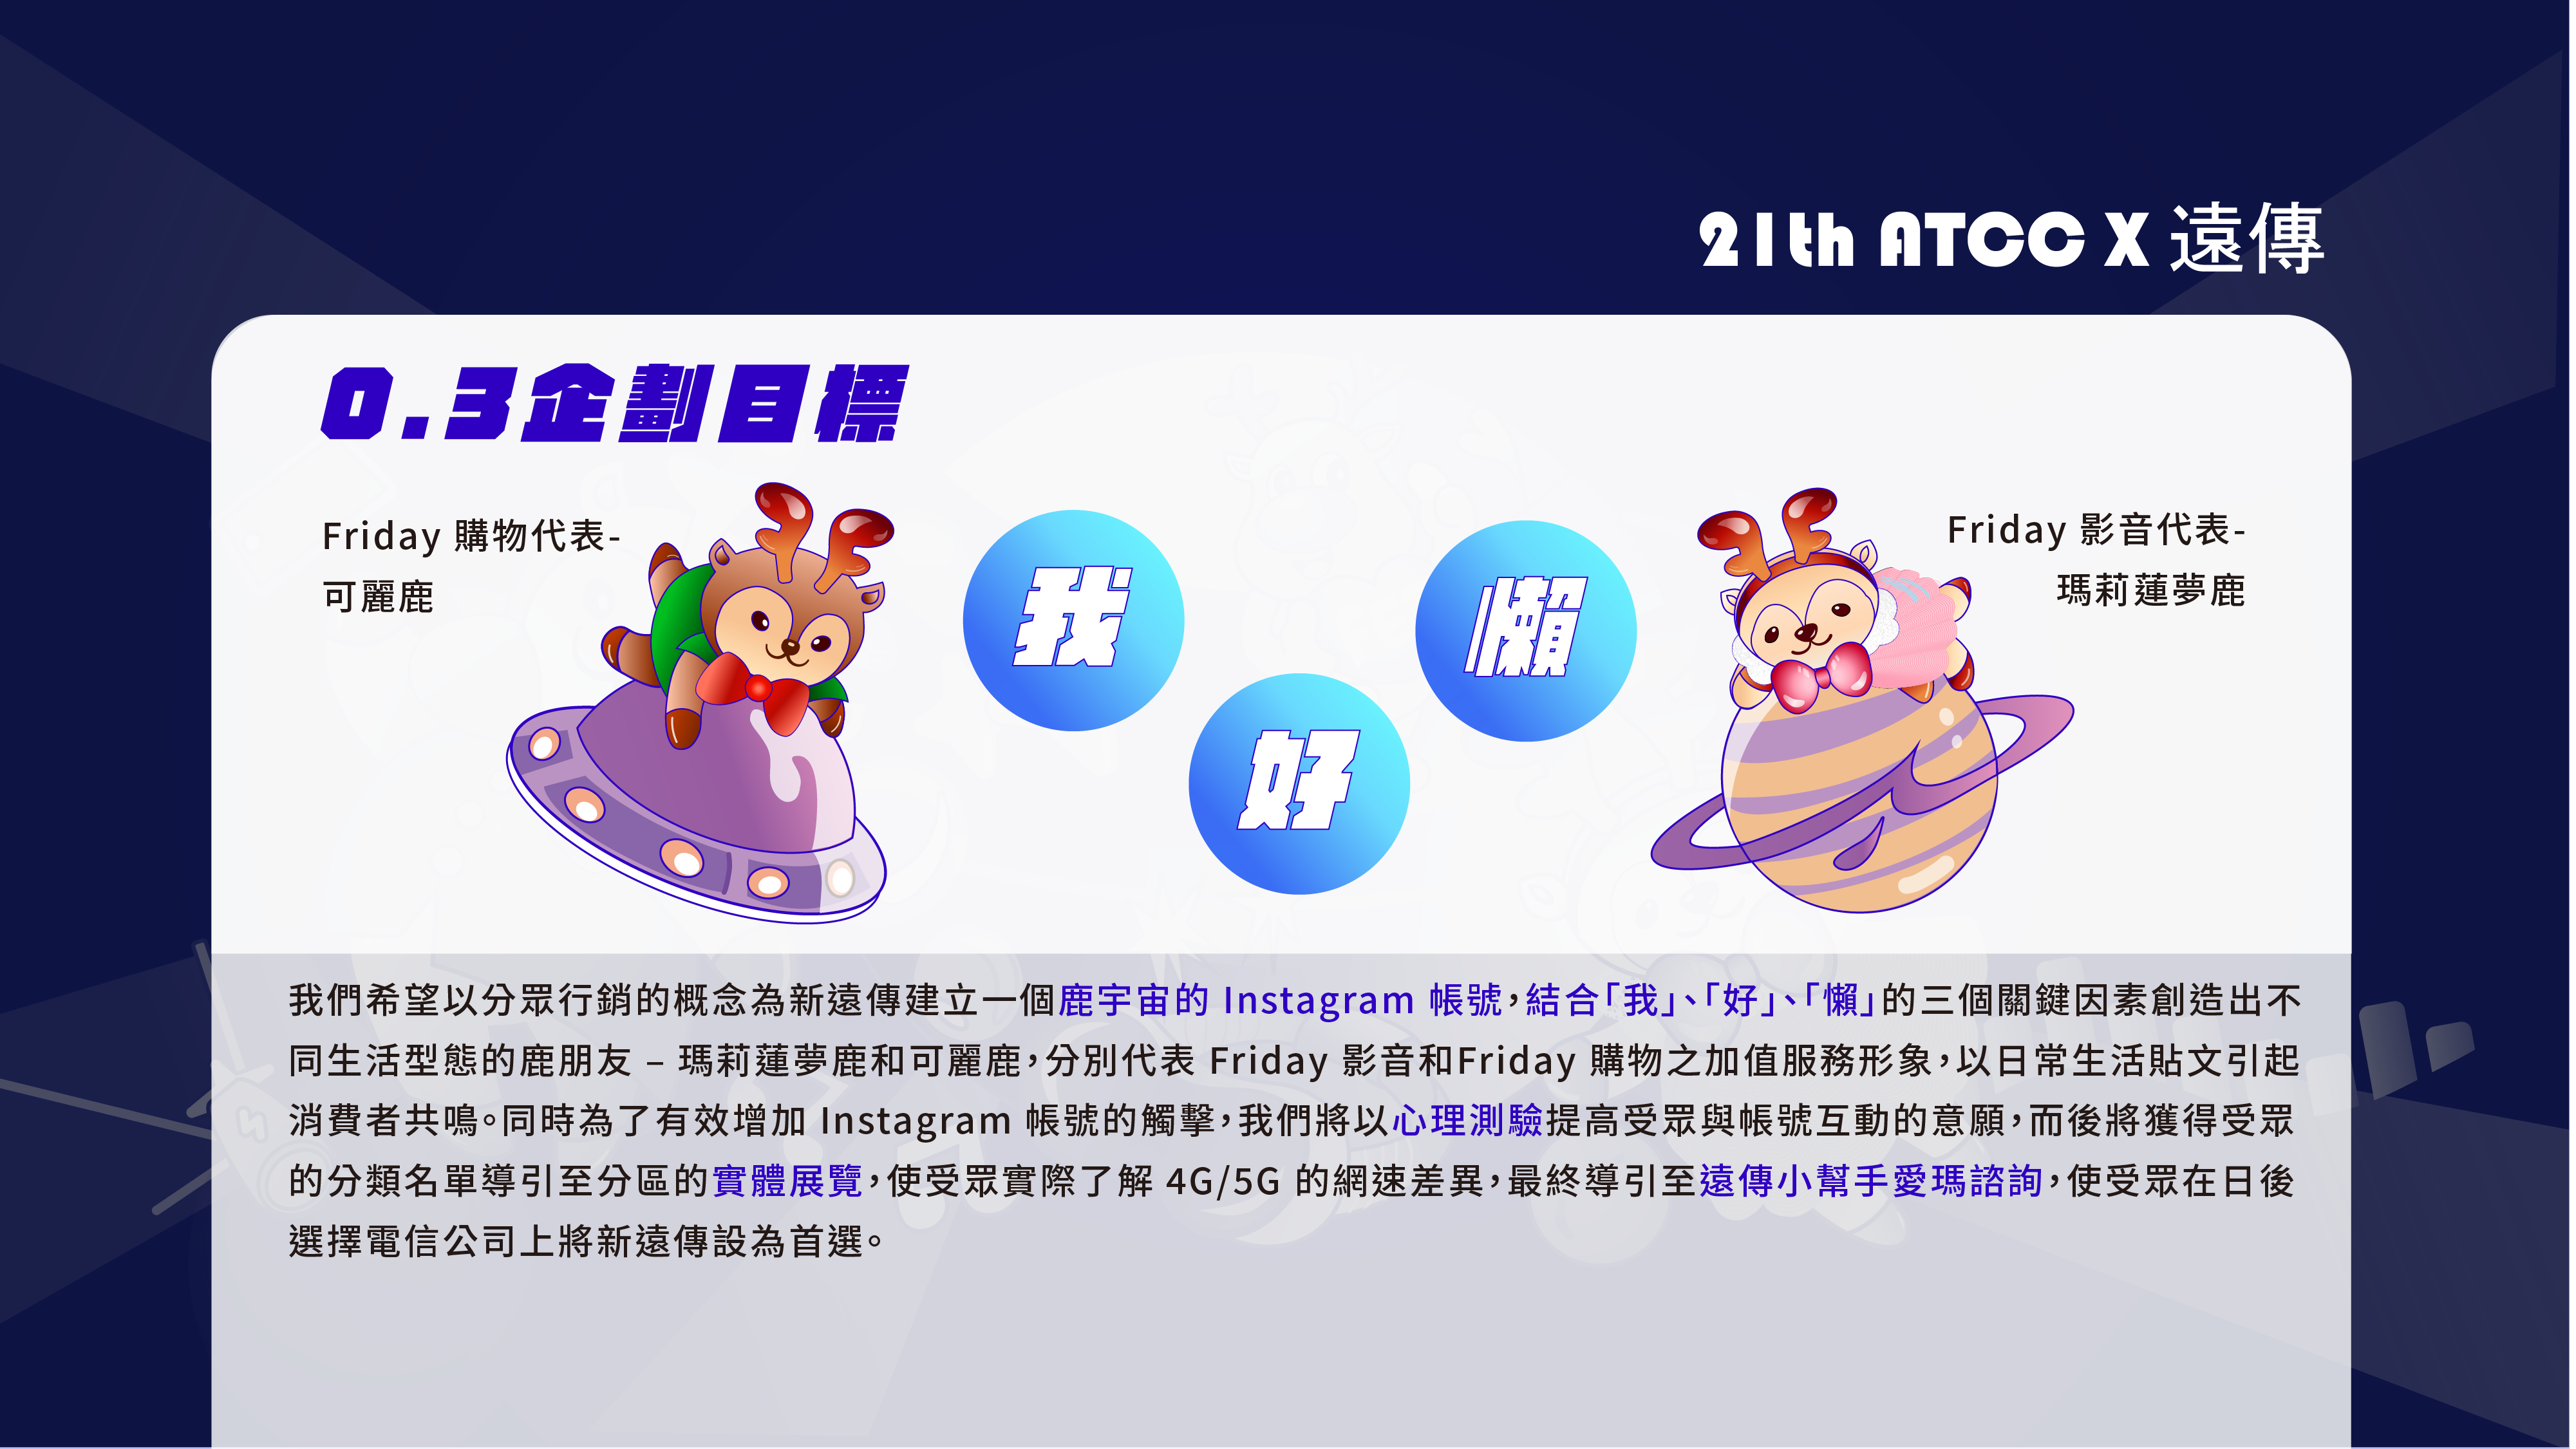 21th ATCC X 遠傳
0.3企劃目標
Friday 購物代表-
可麗鹿
我
好
懶
Friday 影音代表-
瑪莉蓮夢鹿
我們希望以分眾行銷的概念為新遠傳建立一個鹿宇宙的 Instagram 帳號，結合「我」、「好」、「懶」的三個關鍵因素創造出不
同生活型態的鹿朋友 – 瑪莉蓮夢鹿和可麗鹿，分別代表 Friday 影音和Friday 購物之加值服務形象，以日常生活貼文引起
消費者共鳴。同時為了有效增加 Instagram 帳號的觸擊，我們將以心理測驗提高受眾與帳號互動的意願，而後將獲得受眾
的分類名單導引至分區的實體展覽，使受眾實際了解 4G/5G 的網速差異，最終導引至遠傳小幫手愛瑪諮詢，使受眾在日後
選擇電信公司上將新遠傳設為首選。